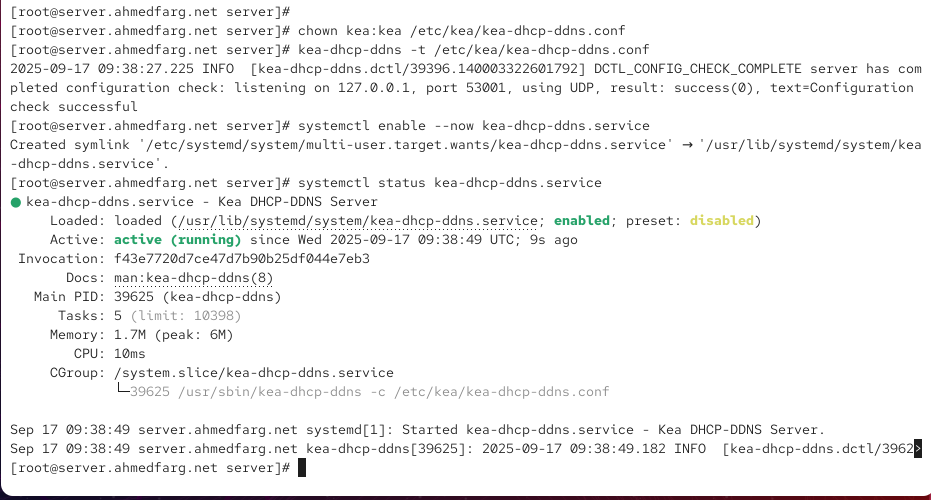 [root@server.ahmedfarg.net server]#
[root@server.ahmedfarg.net server]# chown kea:kea /etc/kea/kea-dhcp-ddns.conf
[root@server.ahmedfarg.net server]# kea-dhcp-ddns -t /etc/kea/kea-dhcp-ddns.conf
2025-09-17 09:38:27.225 INFO  [kea-dhcp-ddns.dctl/39396.140003322601792] DCTL_CONFIG_CHECK_COMPLETE server has com
pleted configuration check: listening on 127.0.0.1, port 53001, using UDP, result: success(0), text=Configuration
check successful
[root@server.ahmedfarg.net server]# systemctl enable --now kea-dhcp-ddns.service
Created symlink '/etc/systemd/system/multi-user.target.wants/kea-dhcp-ddns.service' → '/usr/lib/systemd/system/kea
-dhcp-ddns.service'.
[root@server.ahmedfarg.net server]# systemctl status kea-dhcp-ddns.service
● kea-dhcp-ddns.service - Kea DHCP-DDNS Server
     Loaded: loaded (/usr/lib/systemd/system/kea-dhcp-ddns.service; enabled; preset: disabled)
     Active: active (running) since Wed 2025-09-17 09:38:49 UTC; 9s ago
 Invocation: f43e7720d7ce47d7b90b25df044e7eb3
       Docs: man:kea-dhcp-ddns(8)
   Main PID: 39625 (kea-dhcp-ddns)
      Tasks: 5 (limit: 10398)
     Memory: 1.7M (peak: 6M)
        CPU: 10ms
     CGroup: /system.slice/kea-dhcp-ddns.service
             └─39625 /usr/sbin/kea-dhcp-ddns -c /etc/kea/kea-dhcp-ddns.conf

Sep 17 09:38:49 server.ahmedfarg.net systemd[1]: Started kea-dhcp-ddns.service - Kea DHCP-DDNS Server.
Sep 17 09:38:49 server.ahmedfarg.net kea-dhcp-ddns[39625]: 2025-09-17 09:38:49.182 INFO  [kea-dhcp-ddns.dctl/3962>
[root@server.ahmedfarg.net server]#